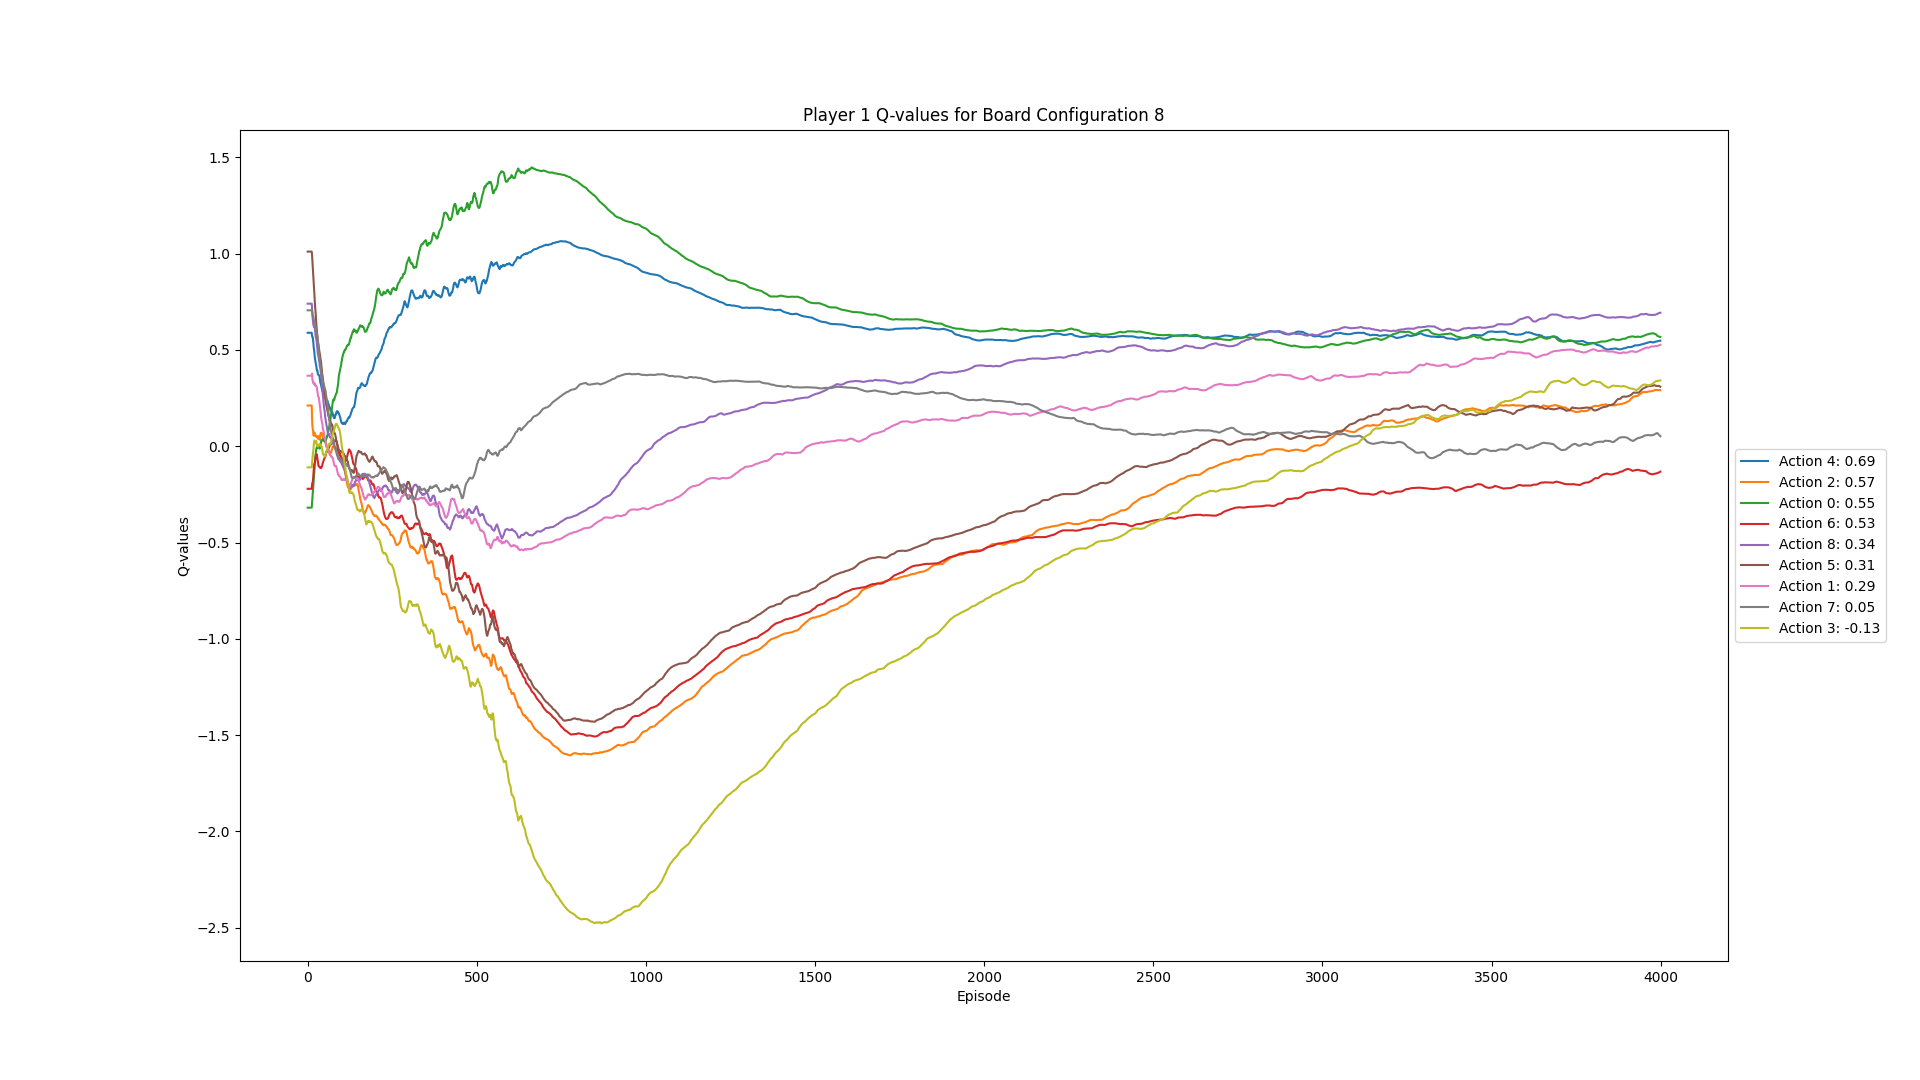 Player 1 Q-values for Board Configuration 8
1.5
1.0
0.5
0.0
−0.5
−1.0
−1.5
−2.0
−2.5
Q-values
0 500 1000 1500 2000 2500 3000 3500 4000
Episode
Action 4: 0.69
Action 2: 0.57
Action 0: 0.55
Action 6: 0.53
Action 8: 0.34
Action 5: 0.31
Action 1: 0.29
Action 7: 0.05
Action 3: -0.13